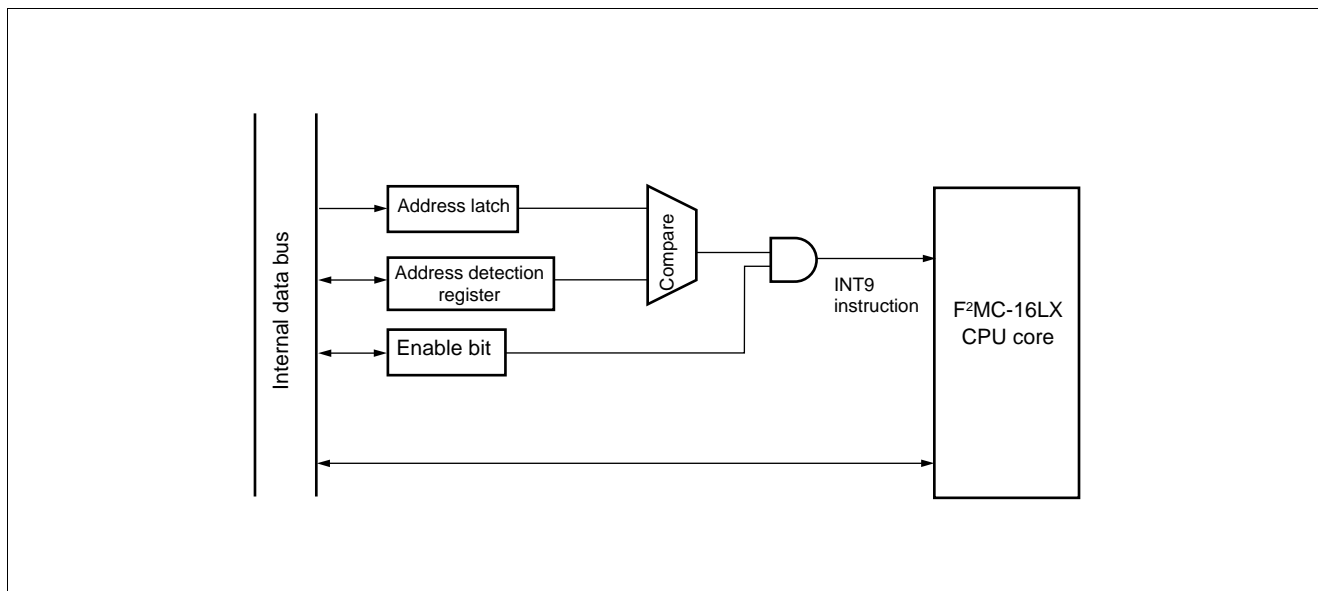 Internal data bus
Address latch
Address detection
register
Enable bit
Compare
INT9
instruction
F²MC-16LX
CPU core